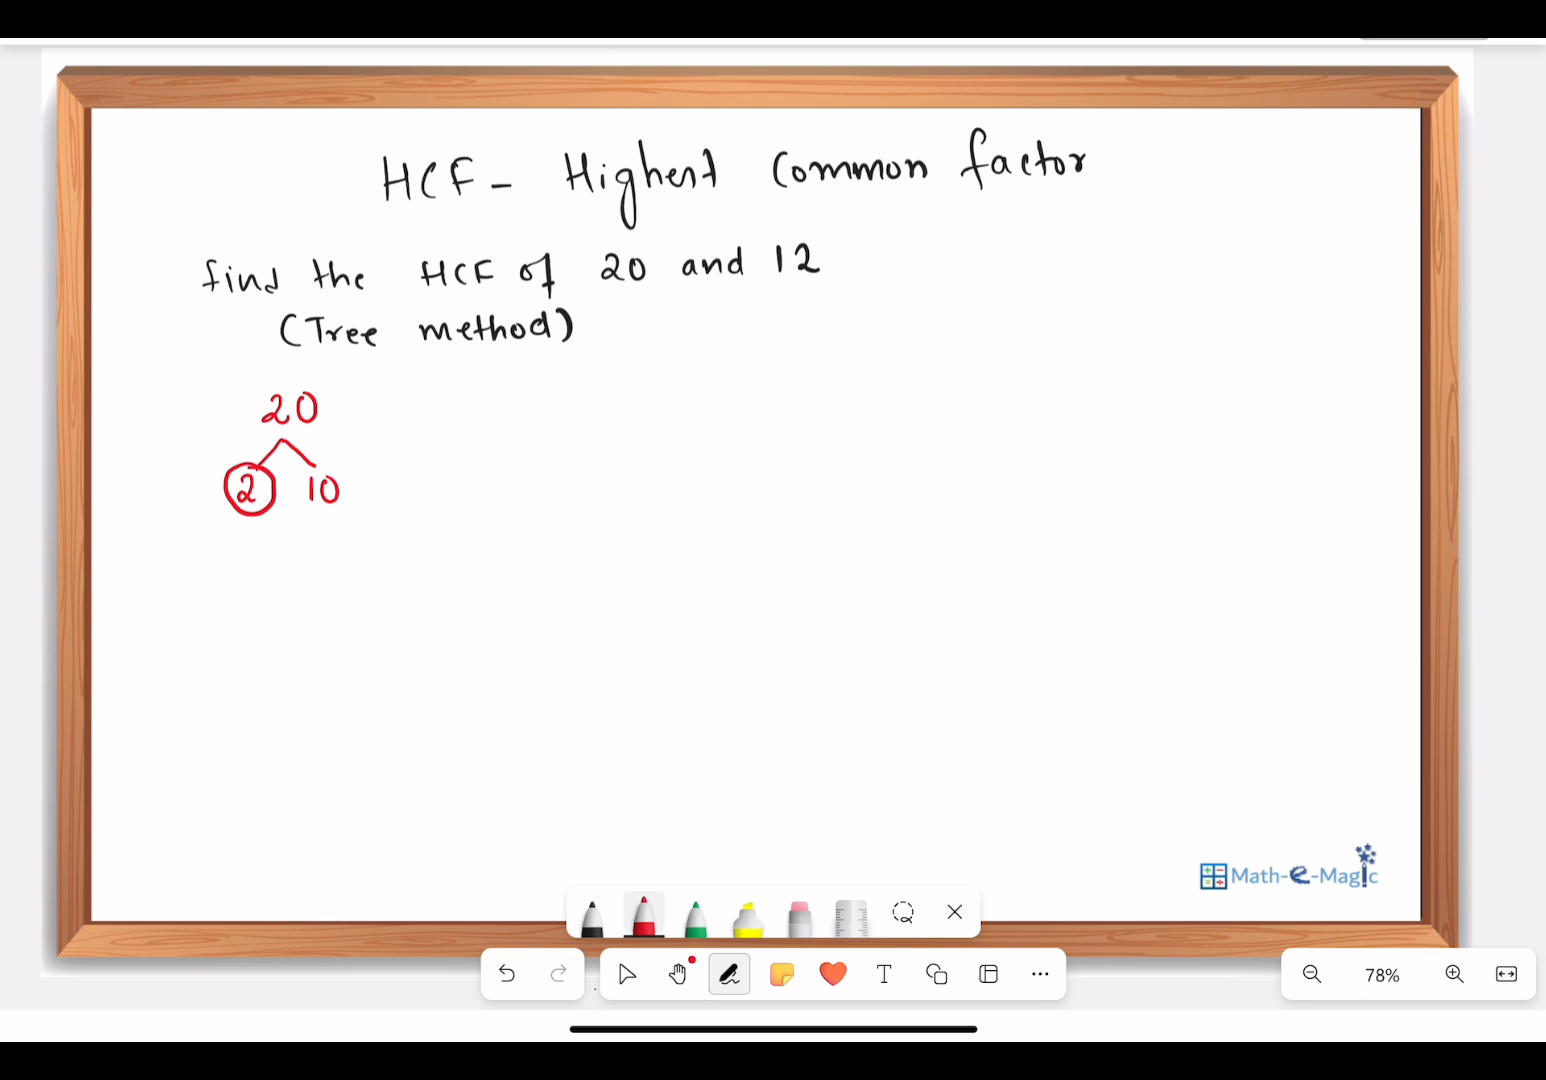 HCF - Highest Common factor
find the HCF of 20 and 12
(Tree method)
20
2 10
Math-e-Magic
T
78%